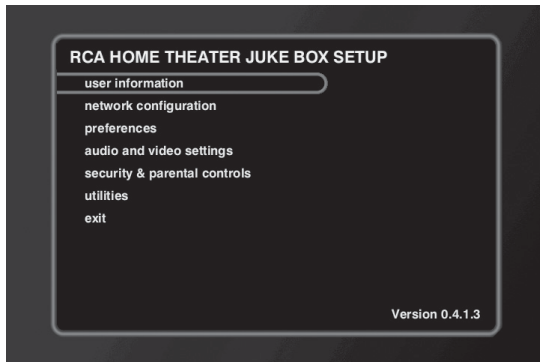 RCA HOME THEATER JUKE BOX SETUP
user information
network configuration
preferences
audio and video settings
security & parental controls
utilities
exit
Version 0.4.1.3